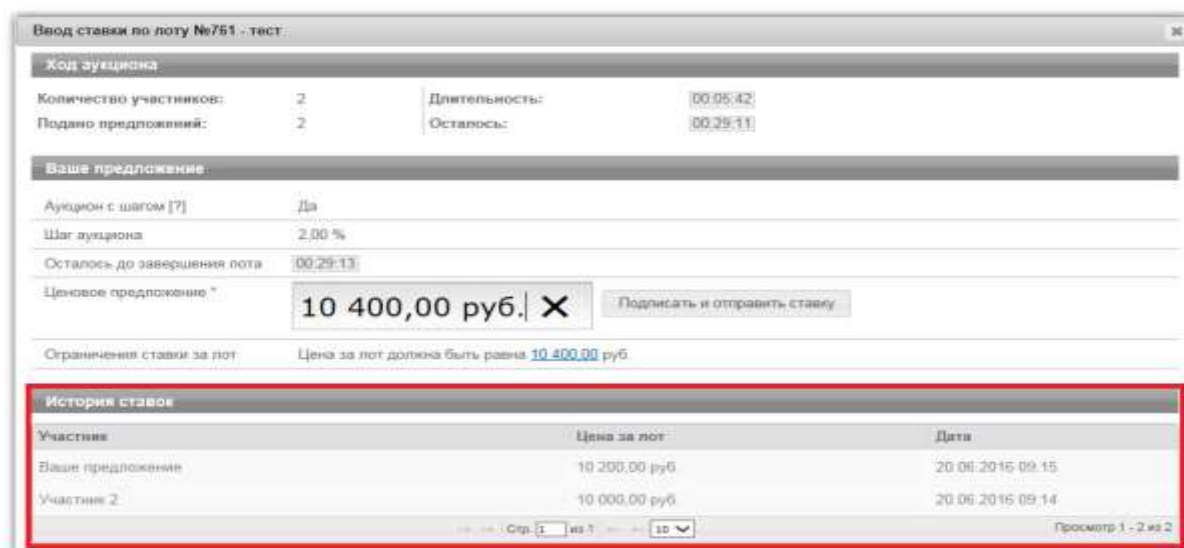 Ввод ставки по лоту №761 - тест
Ход аукциона
Количество участников: 2 Длительность: 00:05:42
Подано предложений: 2 Осталось: 00:29:11
Ваше предложение
Аукцион с шагом [?] Да
Шаг аукциона 2,00 %
Осталось до завершения лота 00:29:13
Ценовое предложение * 10 400,00 руб. Подписать и отправить ставку
Ограничения ставки за лот Цена за лот должна быть равна 10 400,00 руб.
История ставок
Участник Цена за лот Дата
Ваше предложение 10 200,00 руб. 20.06.2016 09:15
Участник 2 10 000,00 руб. 20.06.2016 09:14
Стр. 1 из 1 10 Просмотр 1 - 2 из 2